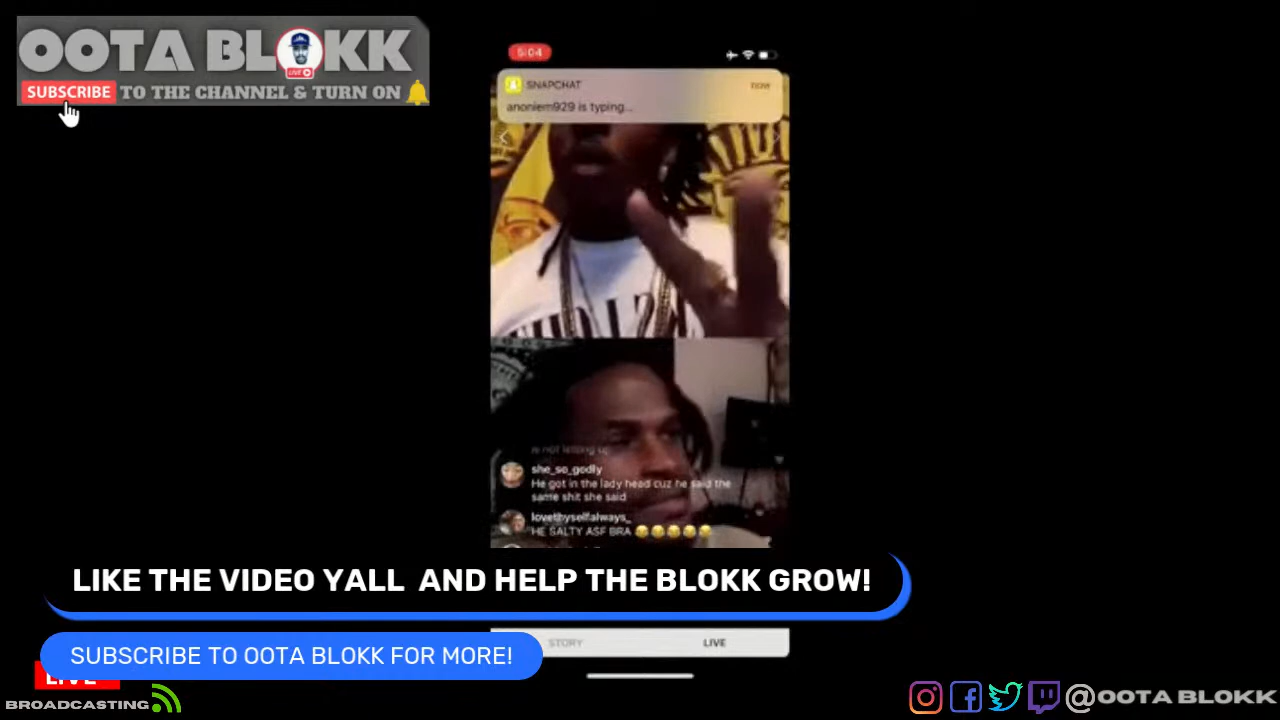 OOTA BLOKK
LIVE
SUBSCRIBE TO THE CHANNEL & TURN ON
5:04
SNAPCHAT
now
anoniem929 is typing...
she_so_godly
He got in the lady head cuz he said the
same shit she said
lovethyselfalways_
HE SALTY ASF BRA 😂😂😂😂😂
LIKE THE VIDEO YALL AND HELP THE BLOKK GROW!
STORY
LIVE
SUBSCRIBE TO OOTA BLOKK FOR MORE!
LIVE
BROADCASTING
@OOTA BLOKK